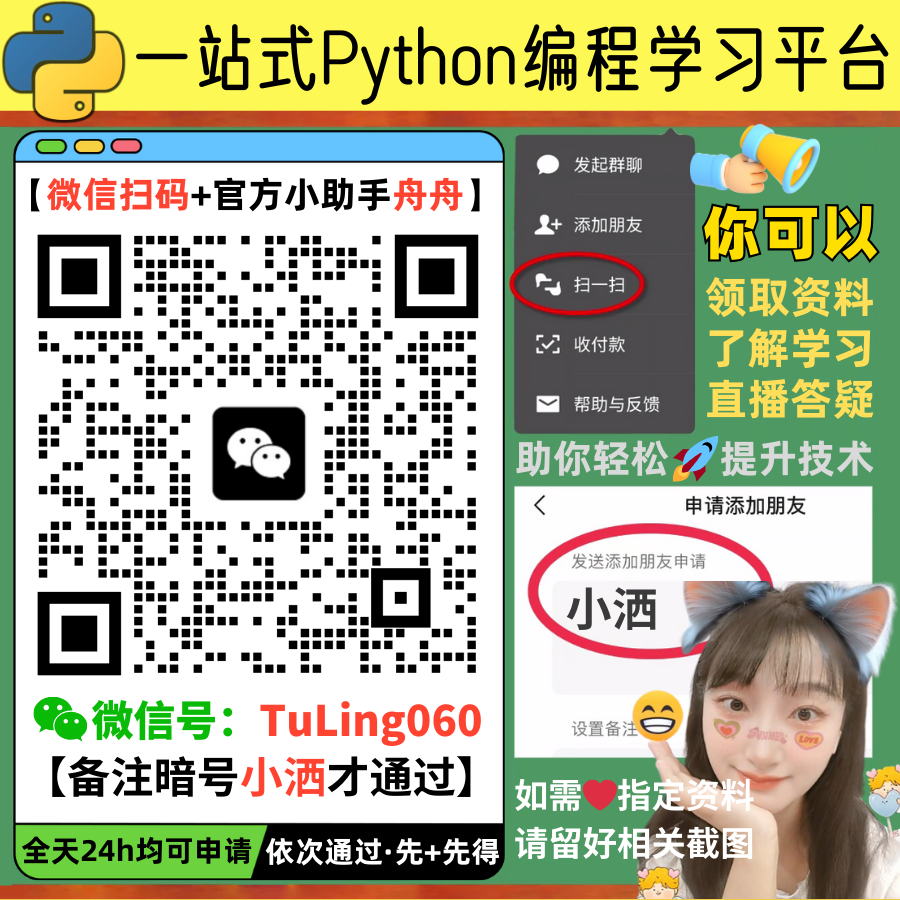 一站式Python编程学习平台
【微信扫码+官方小助手舟舟】
微信号：TuLing060
【备注暗号小洒才通过】
全天24h均可申请
依次通过·先+先得
发起群聊
添加朋友
扫一扫
收付款
帮助与反馈
你可以
领取资料
了解学习
直播答疑
助你轻松🚀提升技术
申请添加朋友
发送添加朋友申请
小洒
设置备注
LOVE
如需❤指定资料
请留好相关截图